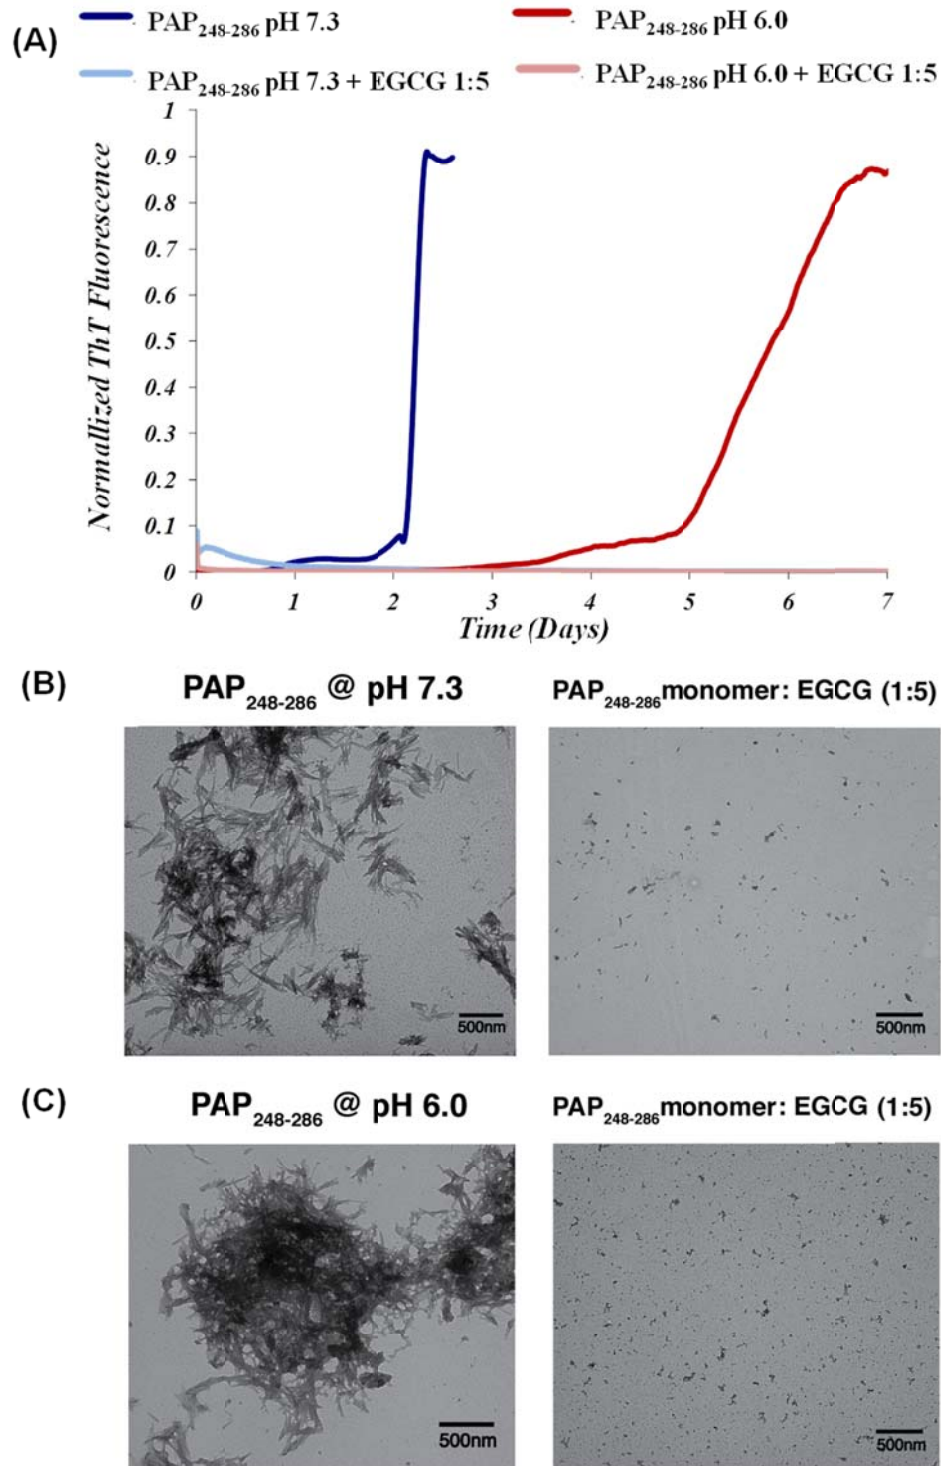 (A)
PAP248-286 pH 7.3
PAP248-286 pH 6.0
PAP248-286 pH 7.3 + EGCG 1:5
PAP248-286 pH 6.0 + EGCG 1:5
Normallized ThT Fluorescence
1
0.9
0.8
0.7
0.6
0.5
0.4
0.3
0.2
0.1
0
0 1 2 3 4 5 6 7
Time (Days)
(B)
PAP248-286 @ pH 7.3
PAP248-286 monomer: EGCG (1:5)
500nm
500nm
(C)
PAP248-286 @ pH 6.0
PAP248-286 monomer: EGCG (1:5)
500nm
500nm